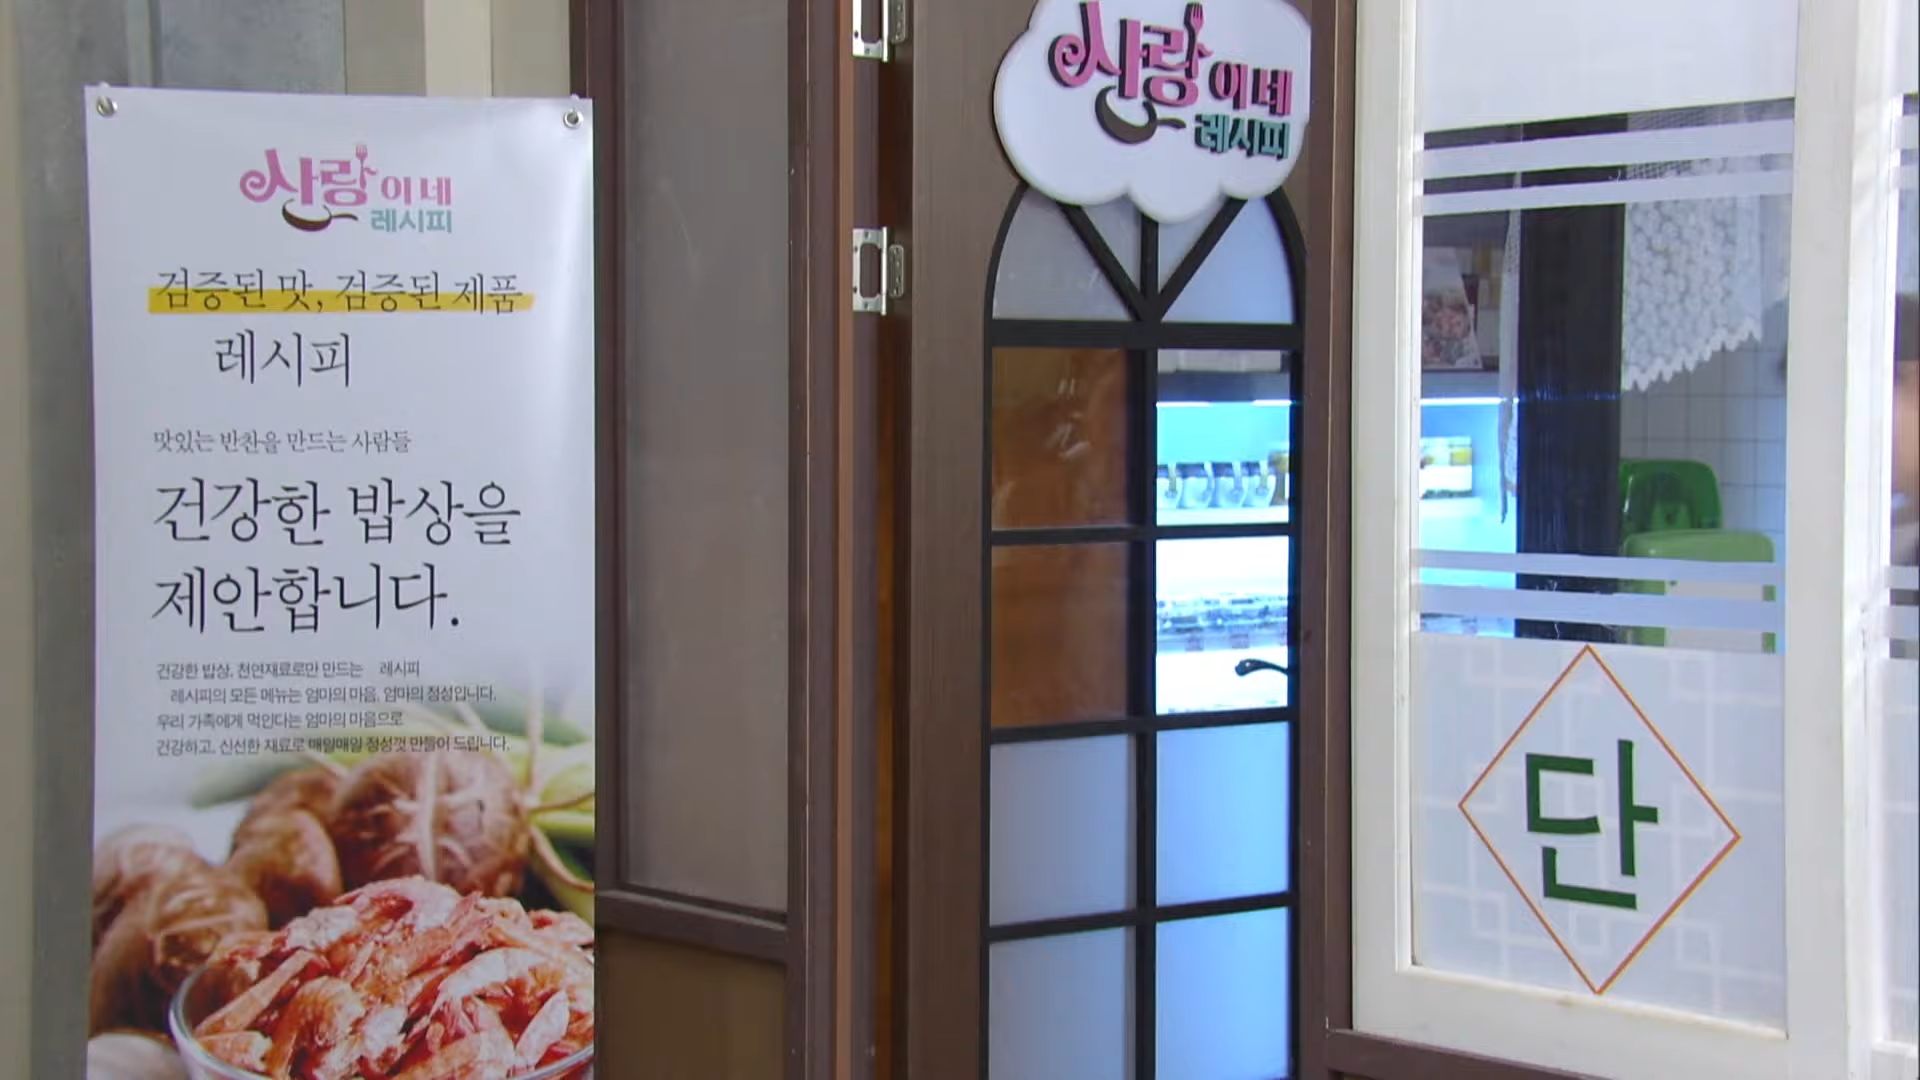 사랑이네
레시피
검증된 맛, 검증된 제품
레시피
맛있는 반찬을 만드는 사람들
건강한 밥상을
제안합니다.
건강한 밥상, 천연재료로만 만드는 레시피
레시피의 모든 메뉴는 엄마의 마음, 엄마의 정성입니다.
우리 가족에게 먹인다는 엄마의 마음으로
건강하고, 신선한 재료로 매일매일 정성껏 만들어 드립니다.
사랑이네
레시피
단